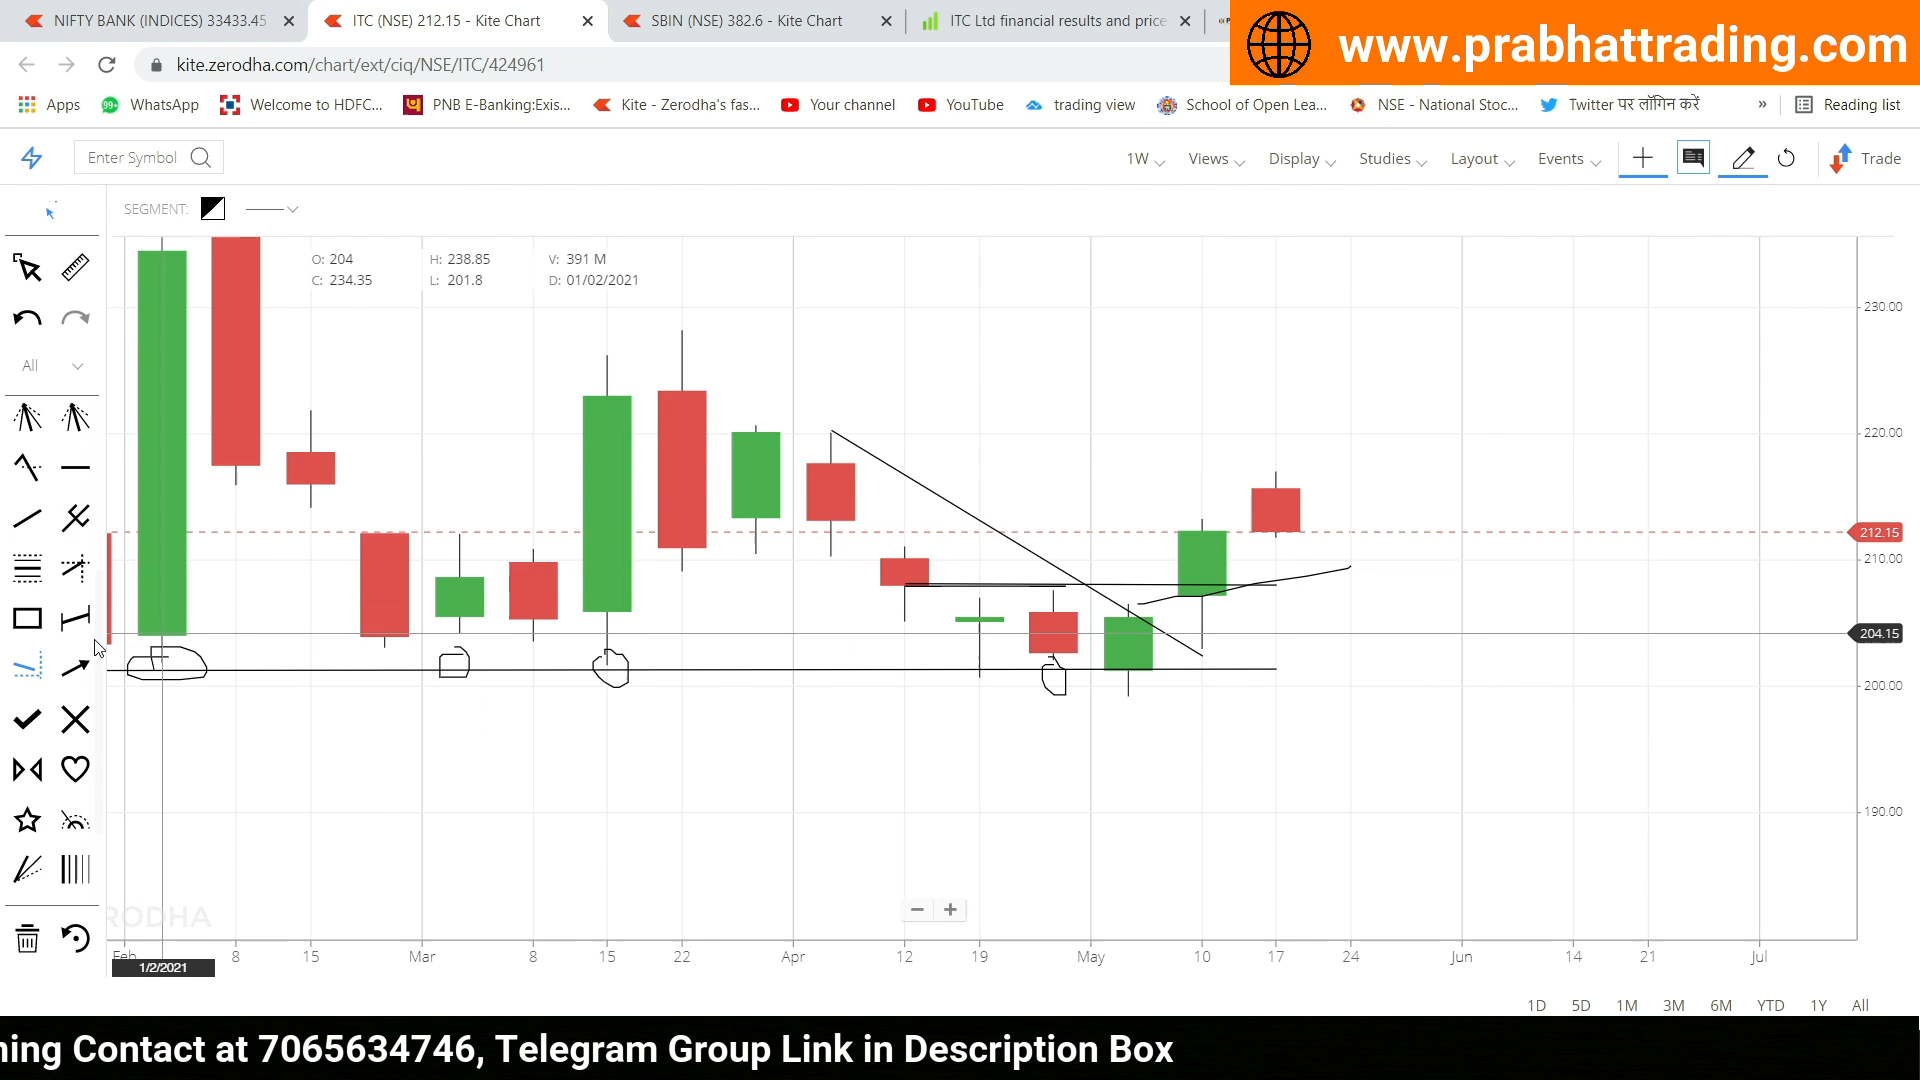 NIFTY BANK (INDICES) 33433.45
ITC (NSE) 212.15 - Kite Chart
SBIN (NSE) 382.6 - Kite Chart
ITC Ltd financial results and price
www.prabhattrading.com
kite.zerodha.com/chart/ext/ciq/NSE/ITC/424961
Apps
99+
WhatsApp
Welcome to HDFC...
PNB E-Banking:Exis...
Kite - Zerodha's fas...
Your channel
YouTube
trading view
School of Open Lea...
NSE - National Stoc...
Twitter पर लॉगिन करें
»
Reading list
Enter Symbol
1W
Views
Display
Studies
Layout
Events
Trade
SEGMENT:
O: 204 H: 238.85 V: 391 M
C: 234.35 L: 201.8 D: 01/02/2021
All
230.00
220.00
212.15
210.00
204.15
200.00
190.00
RODHA
Feb 8 15 Mar 8 15 22 Apr 12 19 May 10 17 24 Jun 14 21 Jul
1/2/2021
1D 5D 1M 3M 6M YTD 1Y All
ning Contact at 7065634746, Telegram Group Link in Description Box